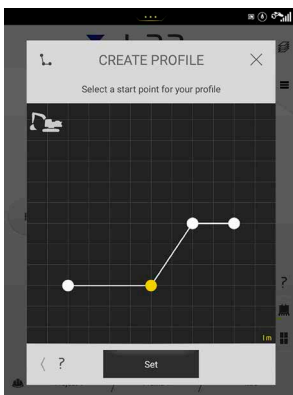 CREATE PROFILE
Select a start point for your profile
1m
?
?
Set